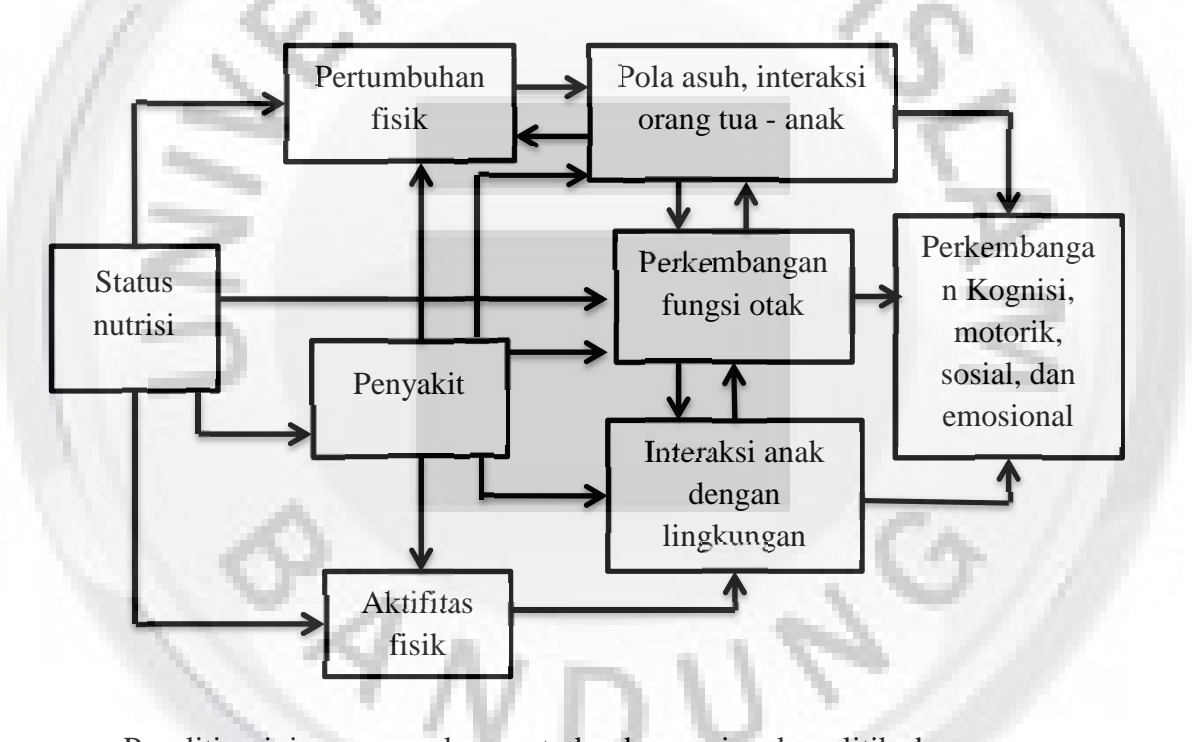 Pertumbuhan
fisik
Pola asuh, interaksi
orang tua - anak
Status
nutrisi
Perkembangan
fungsi otak
Perkembanga
n Kognisi,
motorik,
sosial, dan
emosional
Penyakit
Interaksi anak
dengan
lingkungan
Aktifitas
fisik
BANDUNG